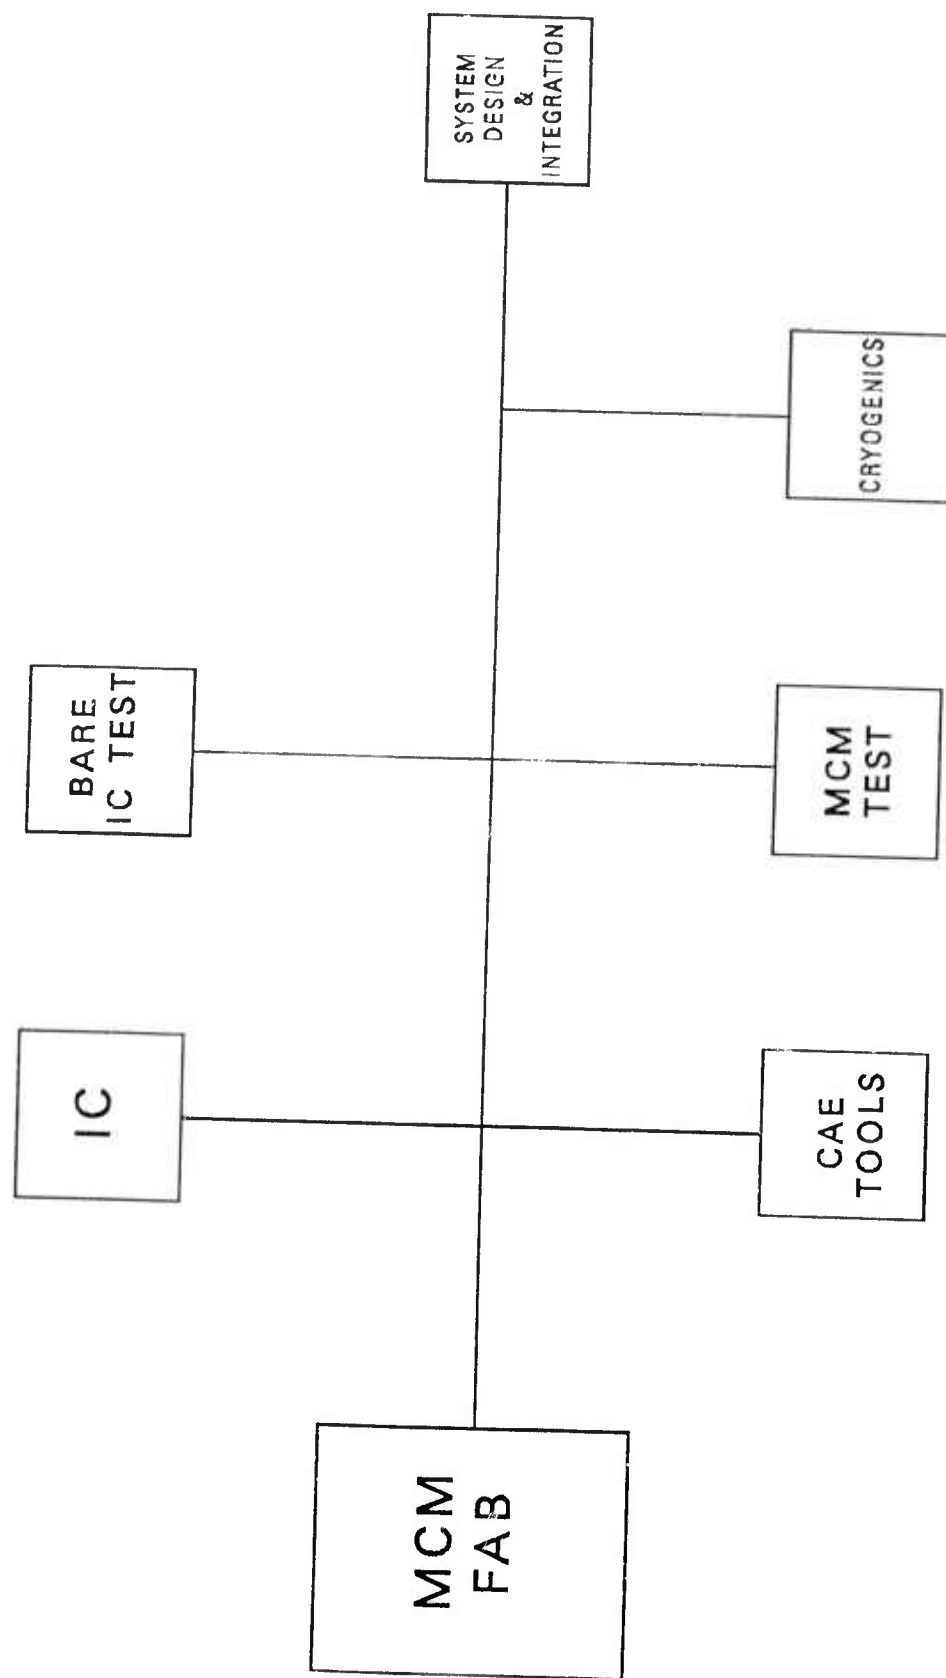 MCM
FAB
IC
CAE
TOOLS
BARE
IC TEST
MCM
TEST
CRYOGENICS
SYSTEM
DESIGN
&
INTEGRATION